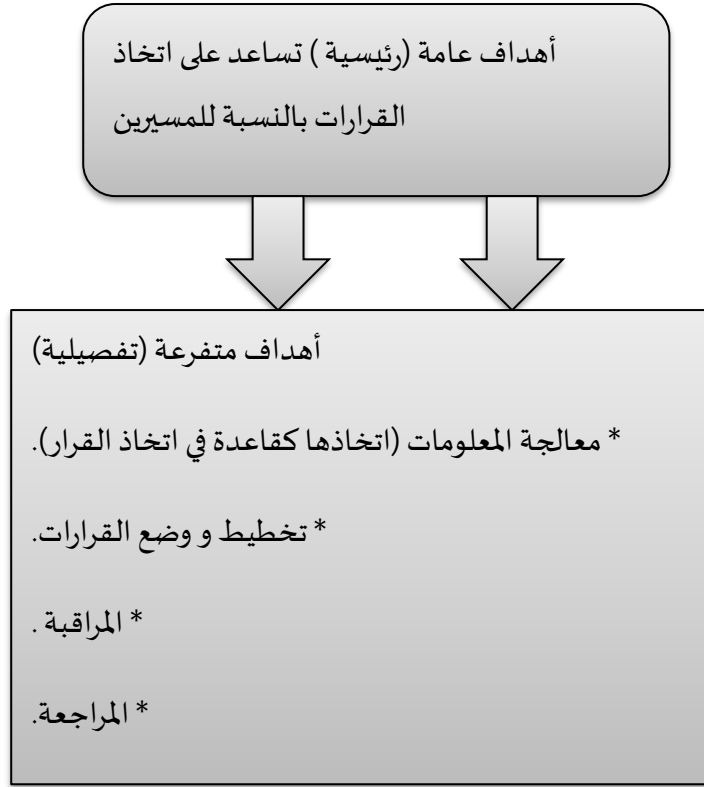 أهداف عامة (رئيسية ) تساعد على اتخاذ
القرارات بالنسبة للمسيرين
أهداف متفرعة (تفصيلية)
* معالجة المعلومات (اتخاذها كقاعدة في اتخاذ القرار).
* تخطيط و وضع القرارات.
* المراقبة .
* المراجعة.